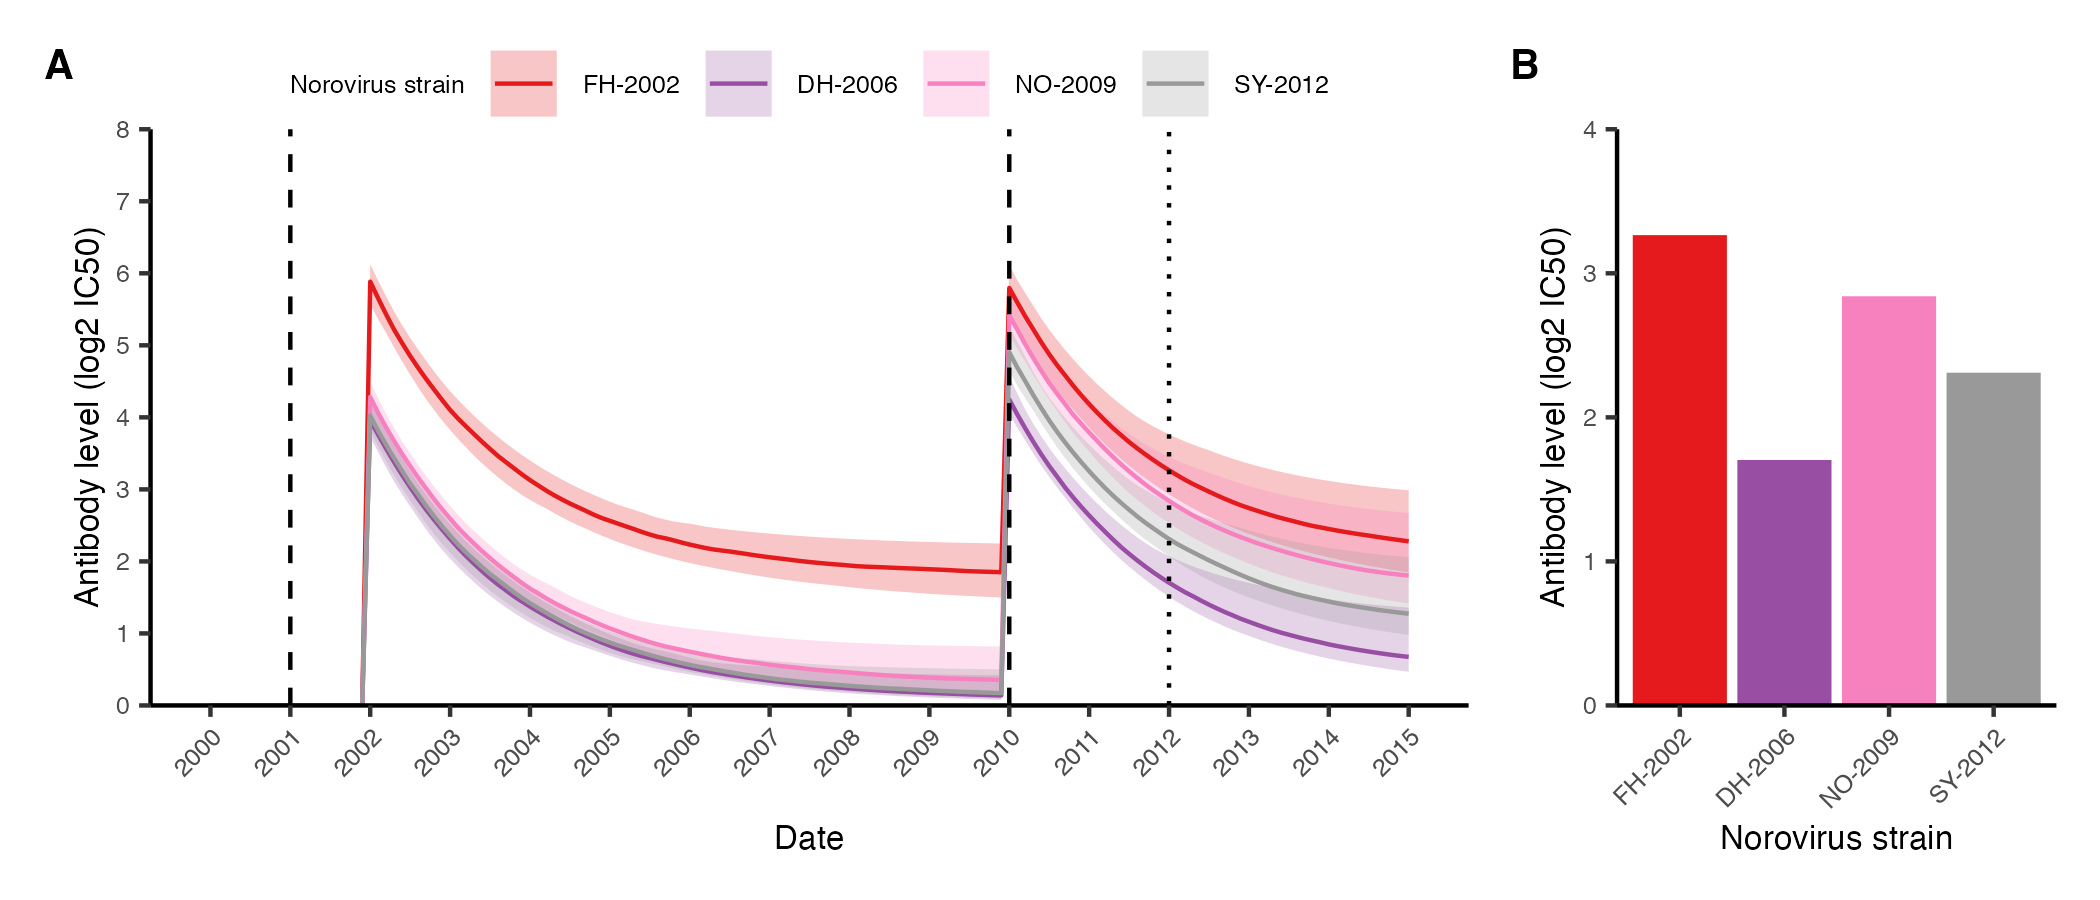 A
Norovirus strain FH-2002 DH-2006 NO-2009 SY-2012
Antibody level (log2 IC50)
8
7
6
5
4
3
2
1
0
2000 2001 2002 2003 2004 2005 2006 2007 2008 2009 2010 2011 2012 2013 2014 2015
Date
B
Antibody level (log2 IC50)
4
3
2
1
0
FH-2002 DH-2006 NO-2009 SY-2012
Norovirus strain